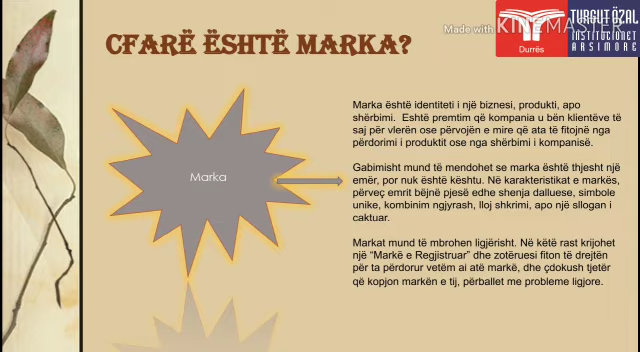 Made with KINEMASTER
TURGUT ÖZAL
INSTITUCIONET
ARSIMORE
Durrës
CFARË ËSHTË MARKA?
Marka
Marka është identiteti i një biznesi, produkti, apo
shërbimi. Eshtë premtim që kompania u bën klientëve të
saj për vlerën ose përvojën e mire që ata të fitojnë nga
përdorimi i produktit ose nga shërbimi i kompanisë.
Gabimisht mund të mendohet se marka është thjesht një
emër, por nuk është kështu. Në karakteristikat e markës,
përveç emrit bëjnë pjesë edhe shenja dalluese, simbole
unike, kombinim ngjyrash, lloj shkrimi, apo një sllogan i
caktuar.
Markat mund të mbrohen ligjërisht. Në këtë rast krijohet
një “Markë e Regjistruar” dhe zotëruesi fiton të drejtën
për ta përdorur vetëm ai atë markë, dhe çdokush tjetër
që kopjon markën e tij, përballet me probleme ligjore.